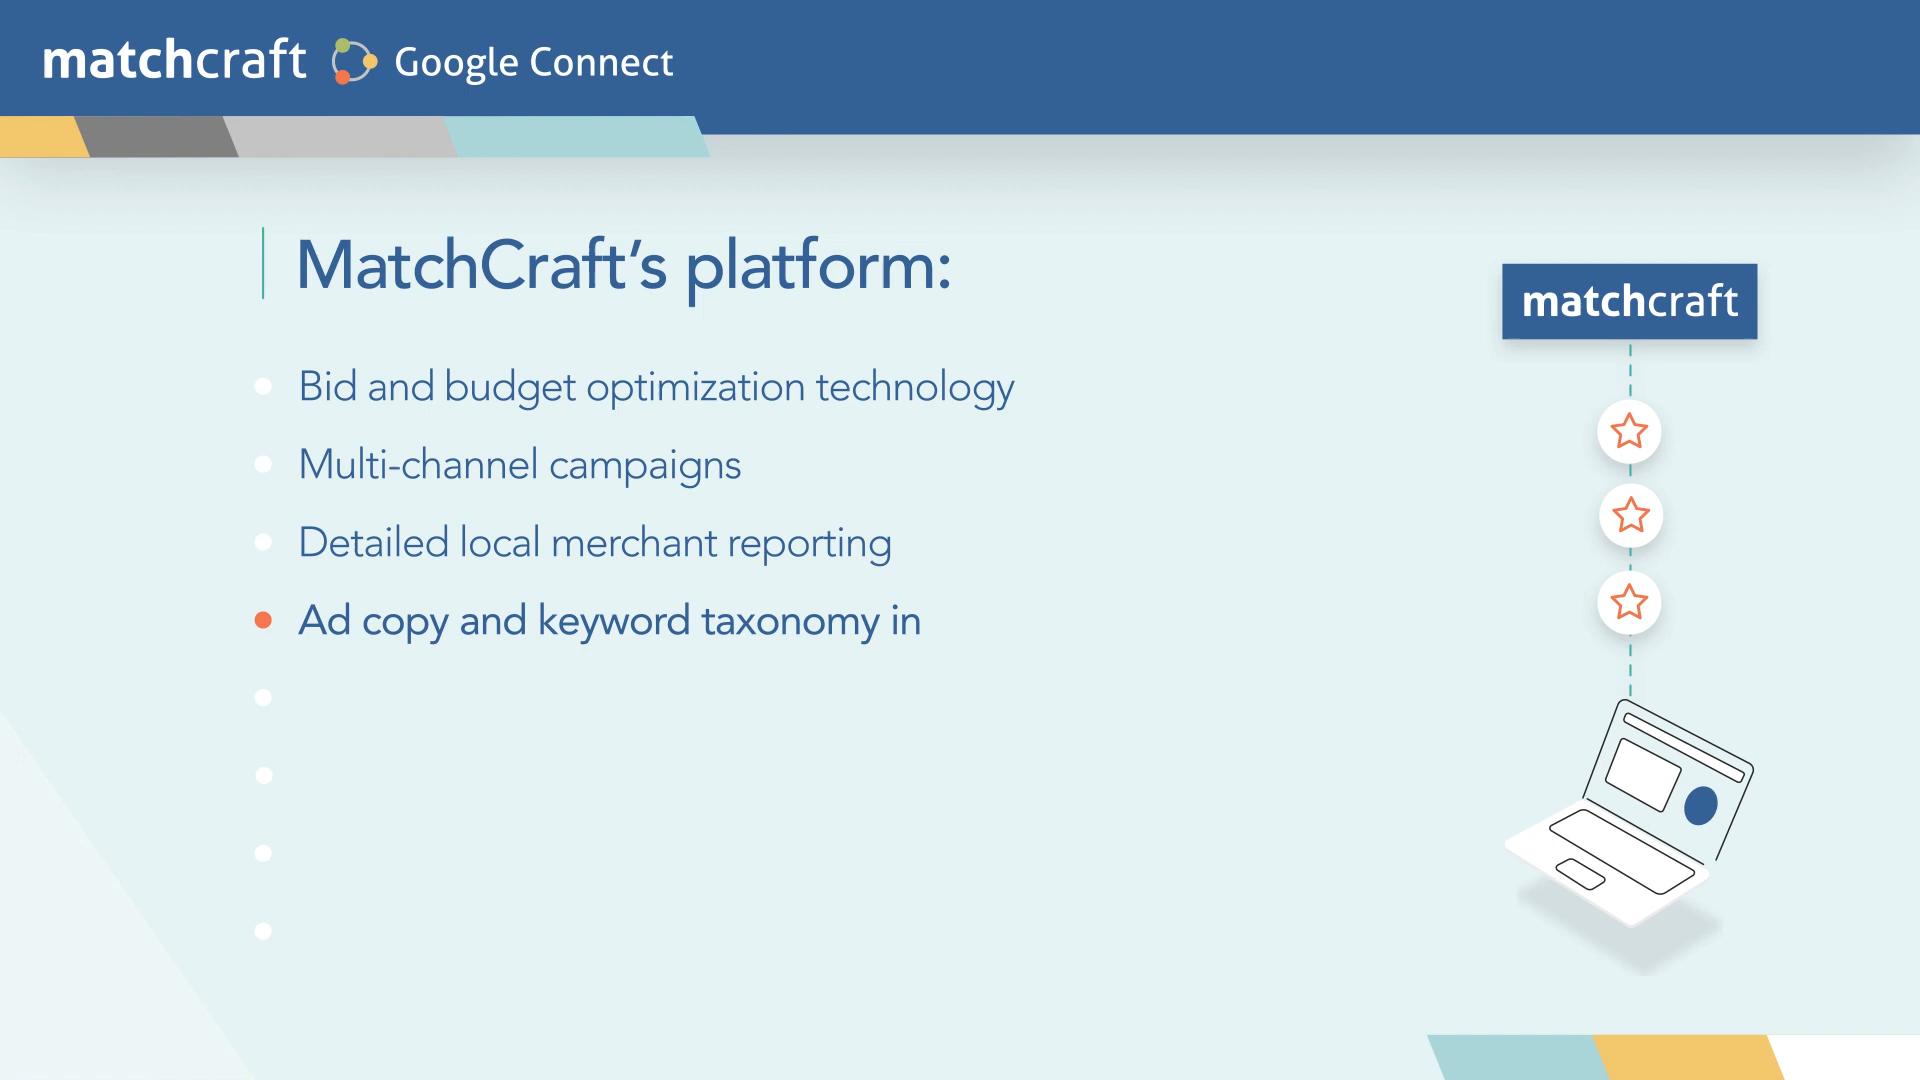 matchcraft Google Connect
MatchCraft’s platform:
matchcraft
Bid and budget optimization technology
Multi-channel campaigns
Detailed local merchant reporting
Ad copy and keyword taxonomy in